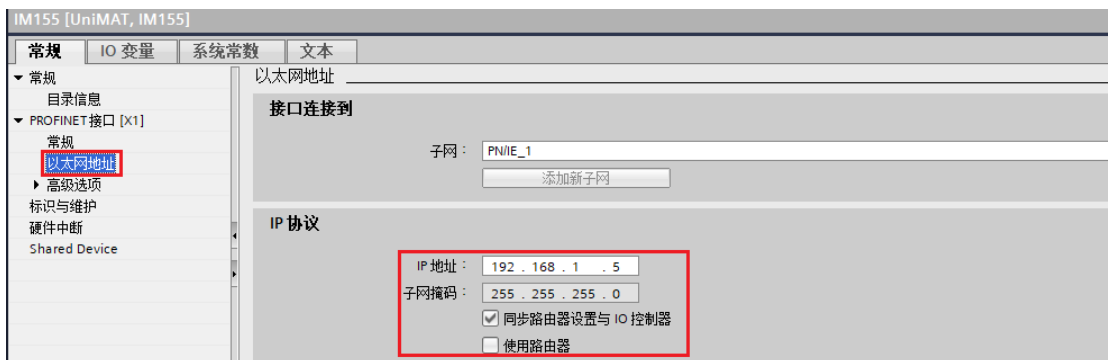 IM155 [UniMAT, IM155]
常规 IO 变量 系统常数 文本
常规
目录信息
PROFINET接口 [X1]
常规
以太网地址
高级选项
标识与维护
硬件中断
Shared Device
以太网地址
接口连接到
子网： PN/IE_1
添加新子网
IP 协议
IP 地址： 192 . 168 . 1 . 5
子网掩码： 255 . 255 . 255 . 0
同步路由器设置与 IO 控制器
使用路由器